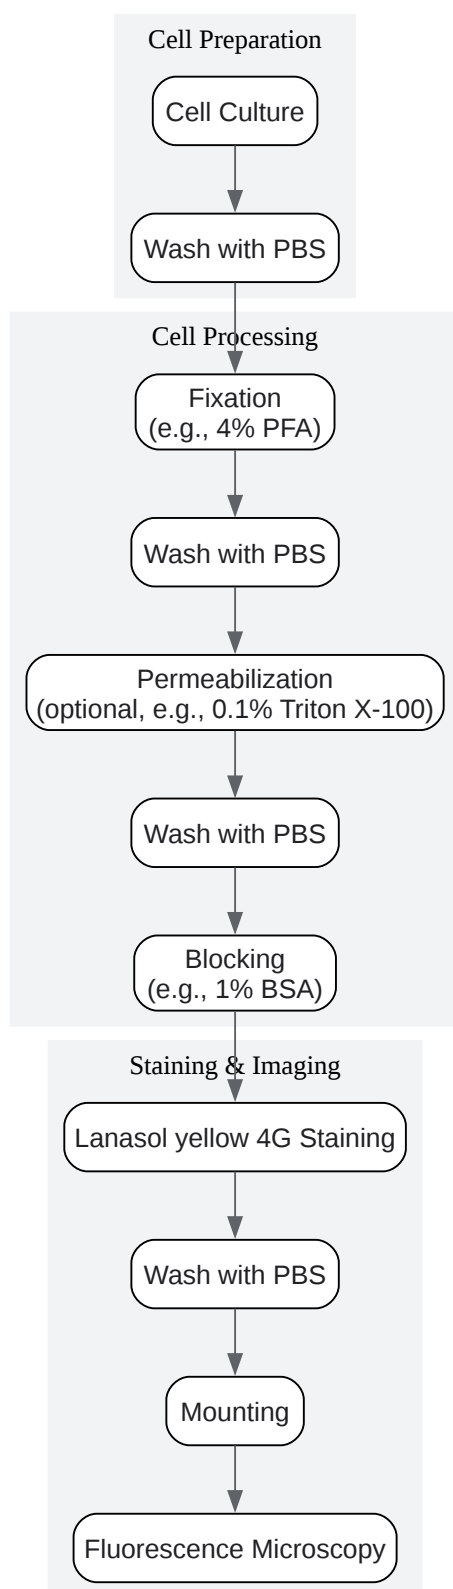 Cell Preparation
Cell Culture
Wash with PBS
Cell Processing
Fixation
(e.g., 4% PFA)
Wash with PBS
Permeabilization
(optional, e.g., 0.1% Triton X-100)
Wash with PBS
Blocking
(e.g., 1% BSA)
Staining & Imaging
Lanasol yellow 4G Staining
Wash with PBS
Mounting
Fluorescence Microscopy